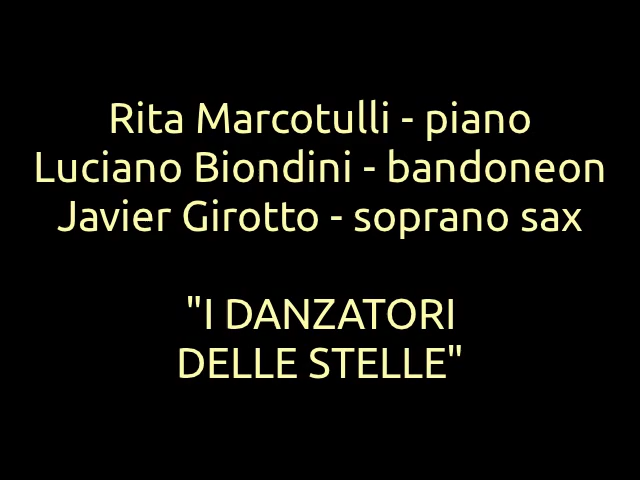 Rita Marcotulli - piano
Luciano Biondini - bandoneon
Javier Girotto - soprano sax
"I DANZATORI
DELLE STELLE"